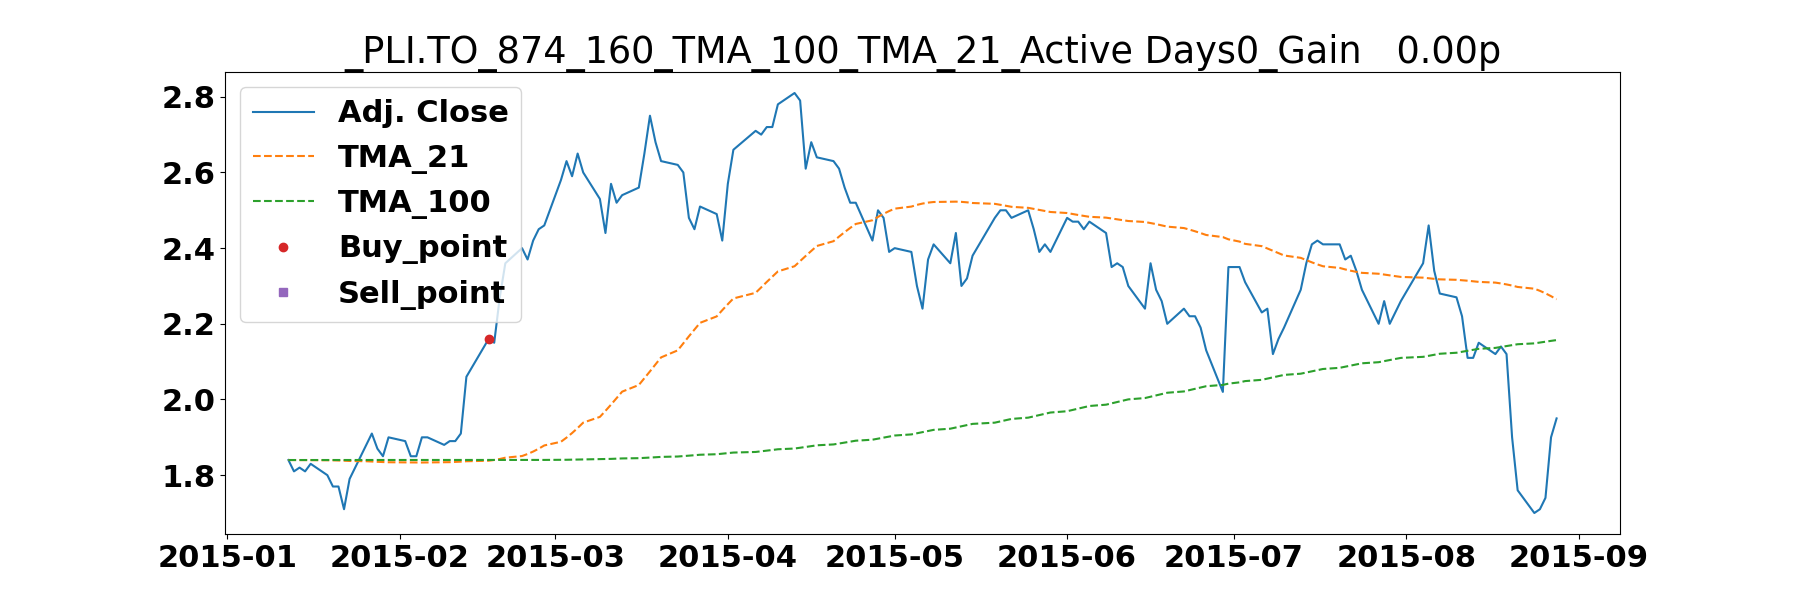 _PLI.TO_874_160_TMA_100_TMA_21_Active Days0_Gain   0.00p
2.8
2.6
2.4
2.2
2.0
1.8
Adj. Close
TMA_21
TMA_100
Buy_point
Sell_point
2015-01 2015-02 2015-03 2015-04 2015-05 2015-06 2015-07 2015-08 2015-09